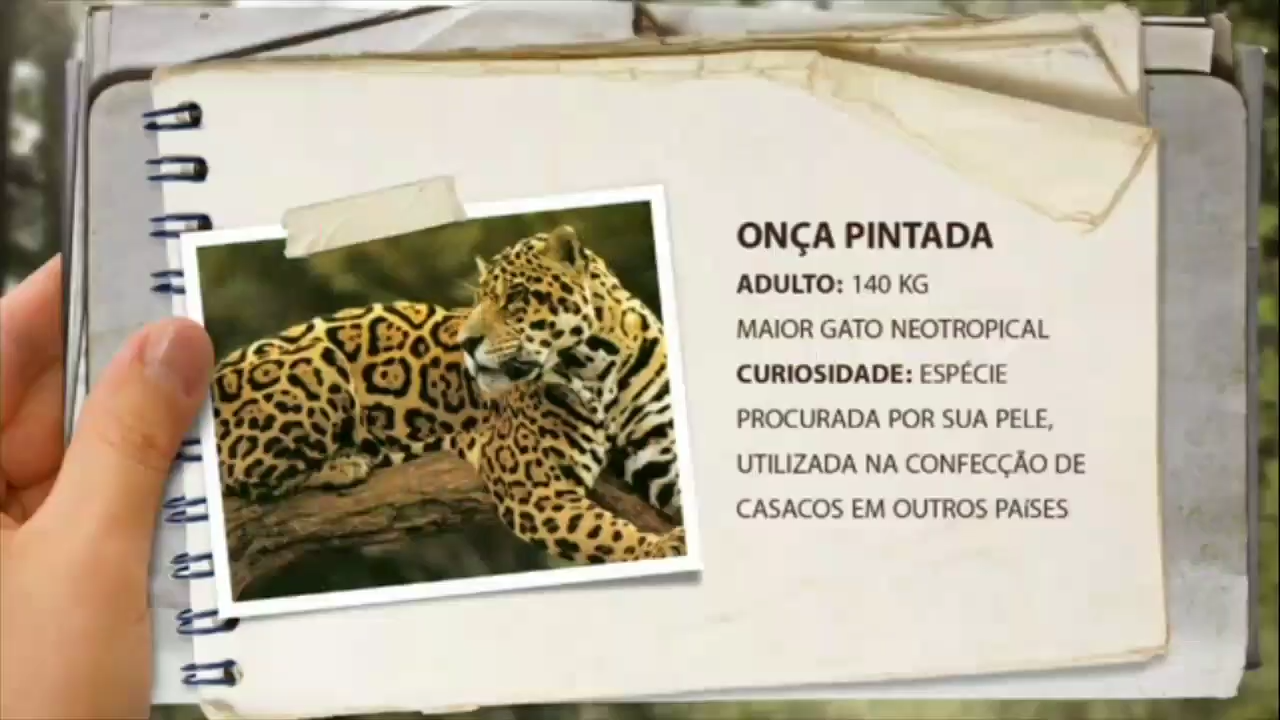 ONÇA PINTADA
ADULTO: 140 KG
MAIOR GATO NEOTROPICAL
CURIOSIDADE: ESPÉCIE
PROCURADA POR SUA PELE,
UTILIZADA NA CONFECÇÃO DE
CASACOS EM OUTROS PAíSES